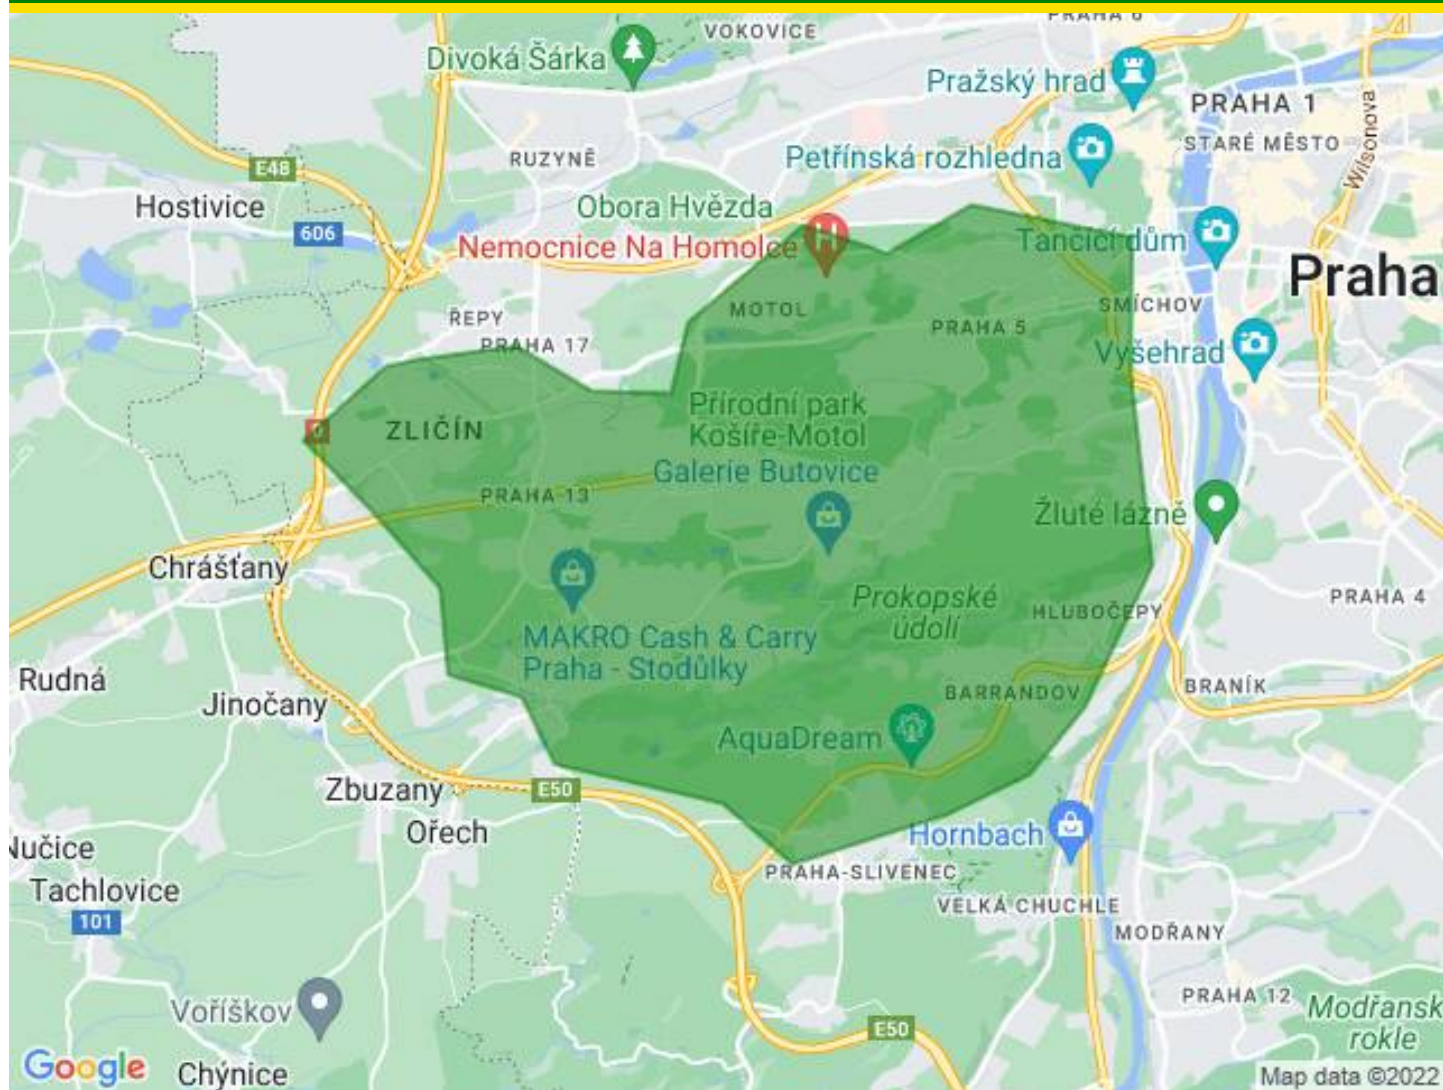 PRAHA 6
VOKOVICE
Divoká Šárka
Pražský hrad
PRAHA 1
STARÉ MĚSTO
Wilsonova
RUZYNĚ
Petřínská rozhledna
E48
Hostivice
606
Obora Hvězda
Nemocnice Na Homolce
H
Tančící dům
Praha
MOTOL
SMÍCHOV
ŘEPY
PRAHA 5
PRAHA 17
Vyšehrad
Přírodní park
Košíře-Motol
ZLIČÍN
Galerie Butovice
PRAHA 13
Žluté lázně
Chrášťany
Prokopské
údolí
HLUBOČEPY
PRAHA 4
MAKRO Cash & Carry
Praha - Stodůlky
Rudná
Jinočany
BARRANDOV
BRANÍK
AquaDream
Zbuzany
E50
Ořech
Hornbach
Nučice
PRAHA-SLIVENEC
Tachlovice
101
VELKÁ CHUCHLE
MODŘANY
Voříškov
PRAHA 12
Modřansk
rokle
E50
Google
Chýnice
Map data ©2022